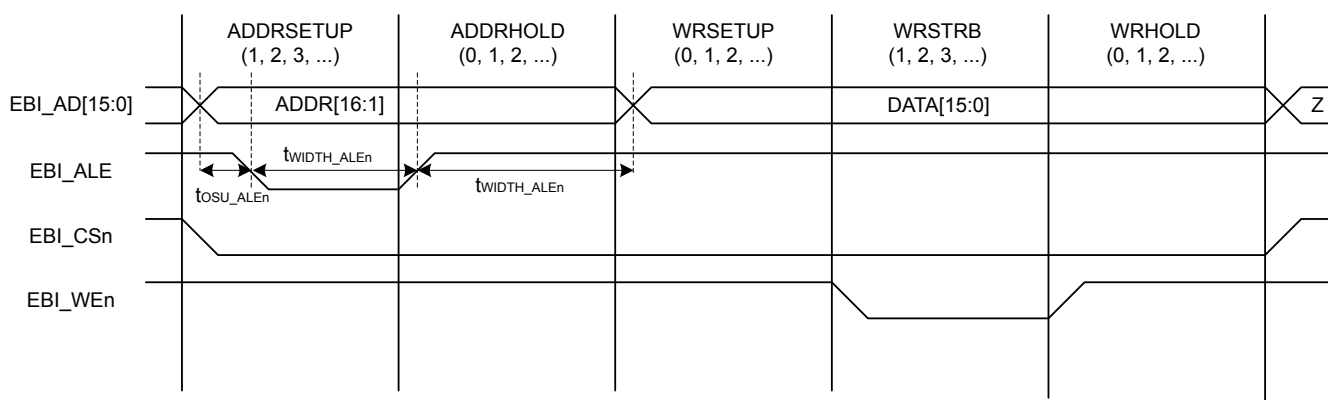 ADDRSETUP
(1, 2, 3, ...)
ADDRHOLD
(0, 1, 2, ...)
WRSETUP
(0, 1, 2, ...)
WRSTRB
(1, 2, 3, ...)
WRHOLD
(0, 1, 2, ...)
EBI_AD[15:0]
ADDR[16:1]
DATA[15:0]
Z
EBI_ALE
tWIDTH_ALEn
tWIDTH_ALEn
tOSU_ALEn
EBI_CSn
EBI_WEn